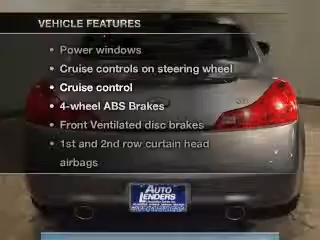 VEHICLE FEATURES
• Power windows
• Cruise controls on steering wheel
• Cruise control
• 4-wheel ABS Brakes
• Front Ventilated disc brakes
• 1st and 2nd row curtain head
airbags
AUTO
LENDERS